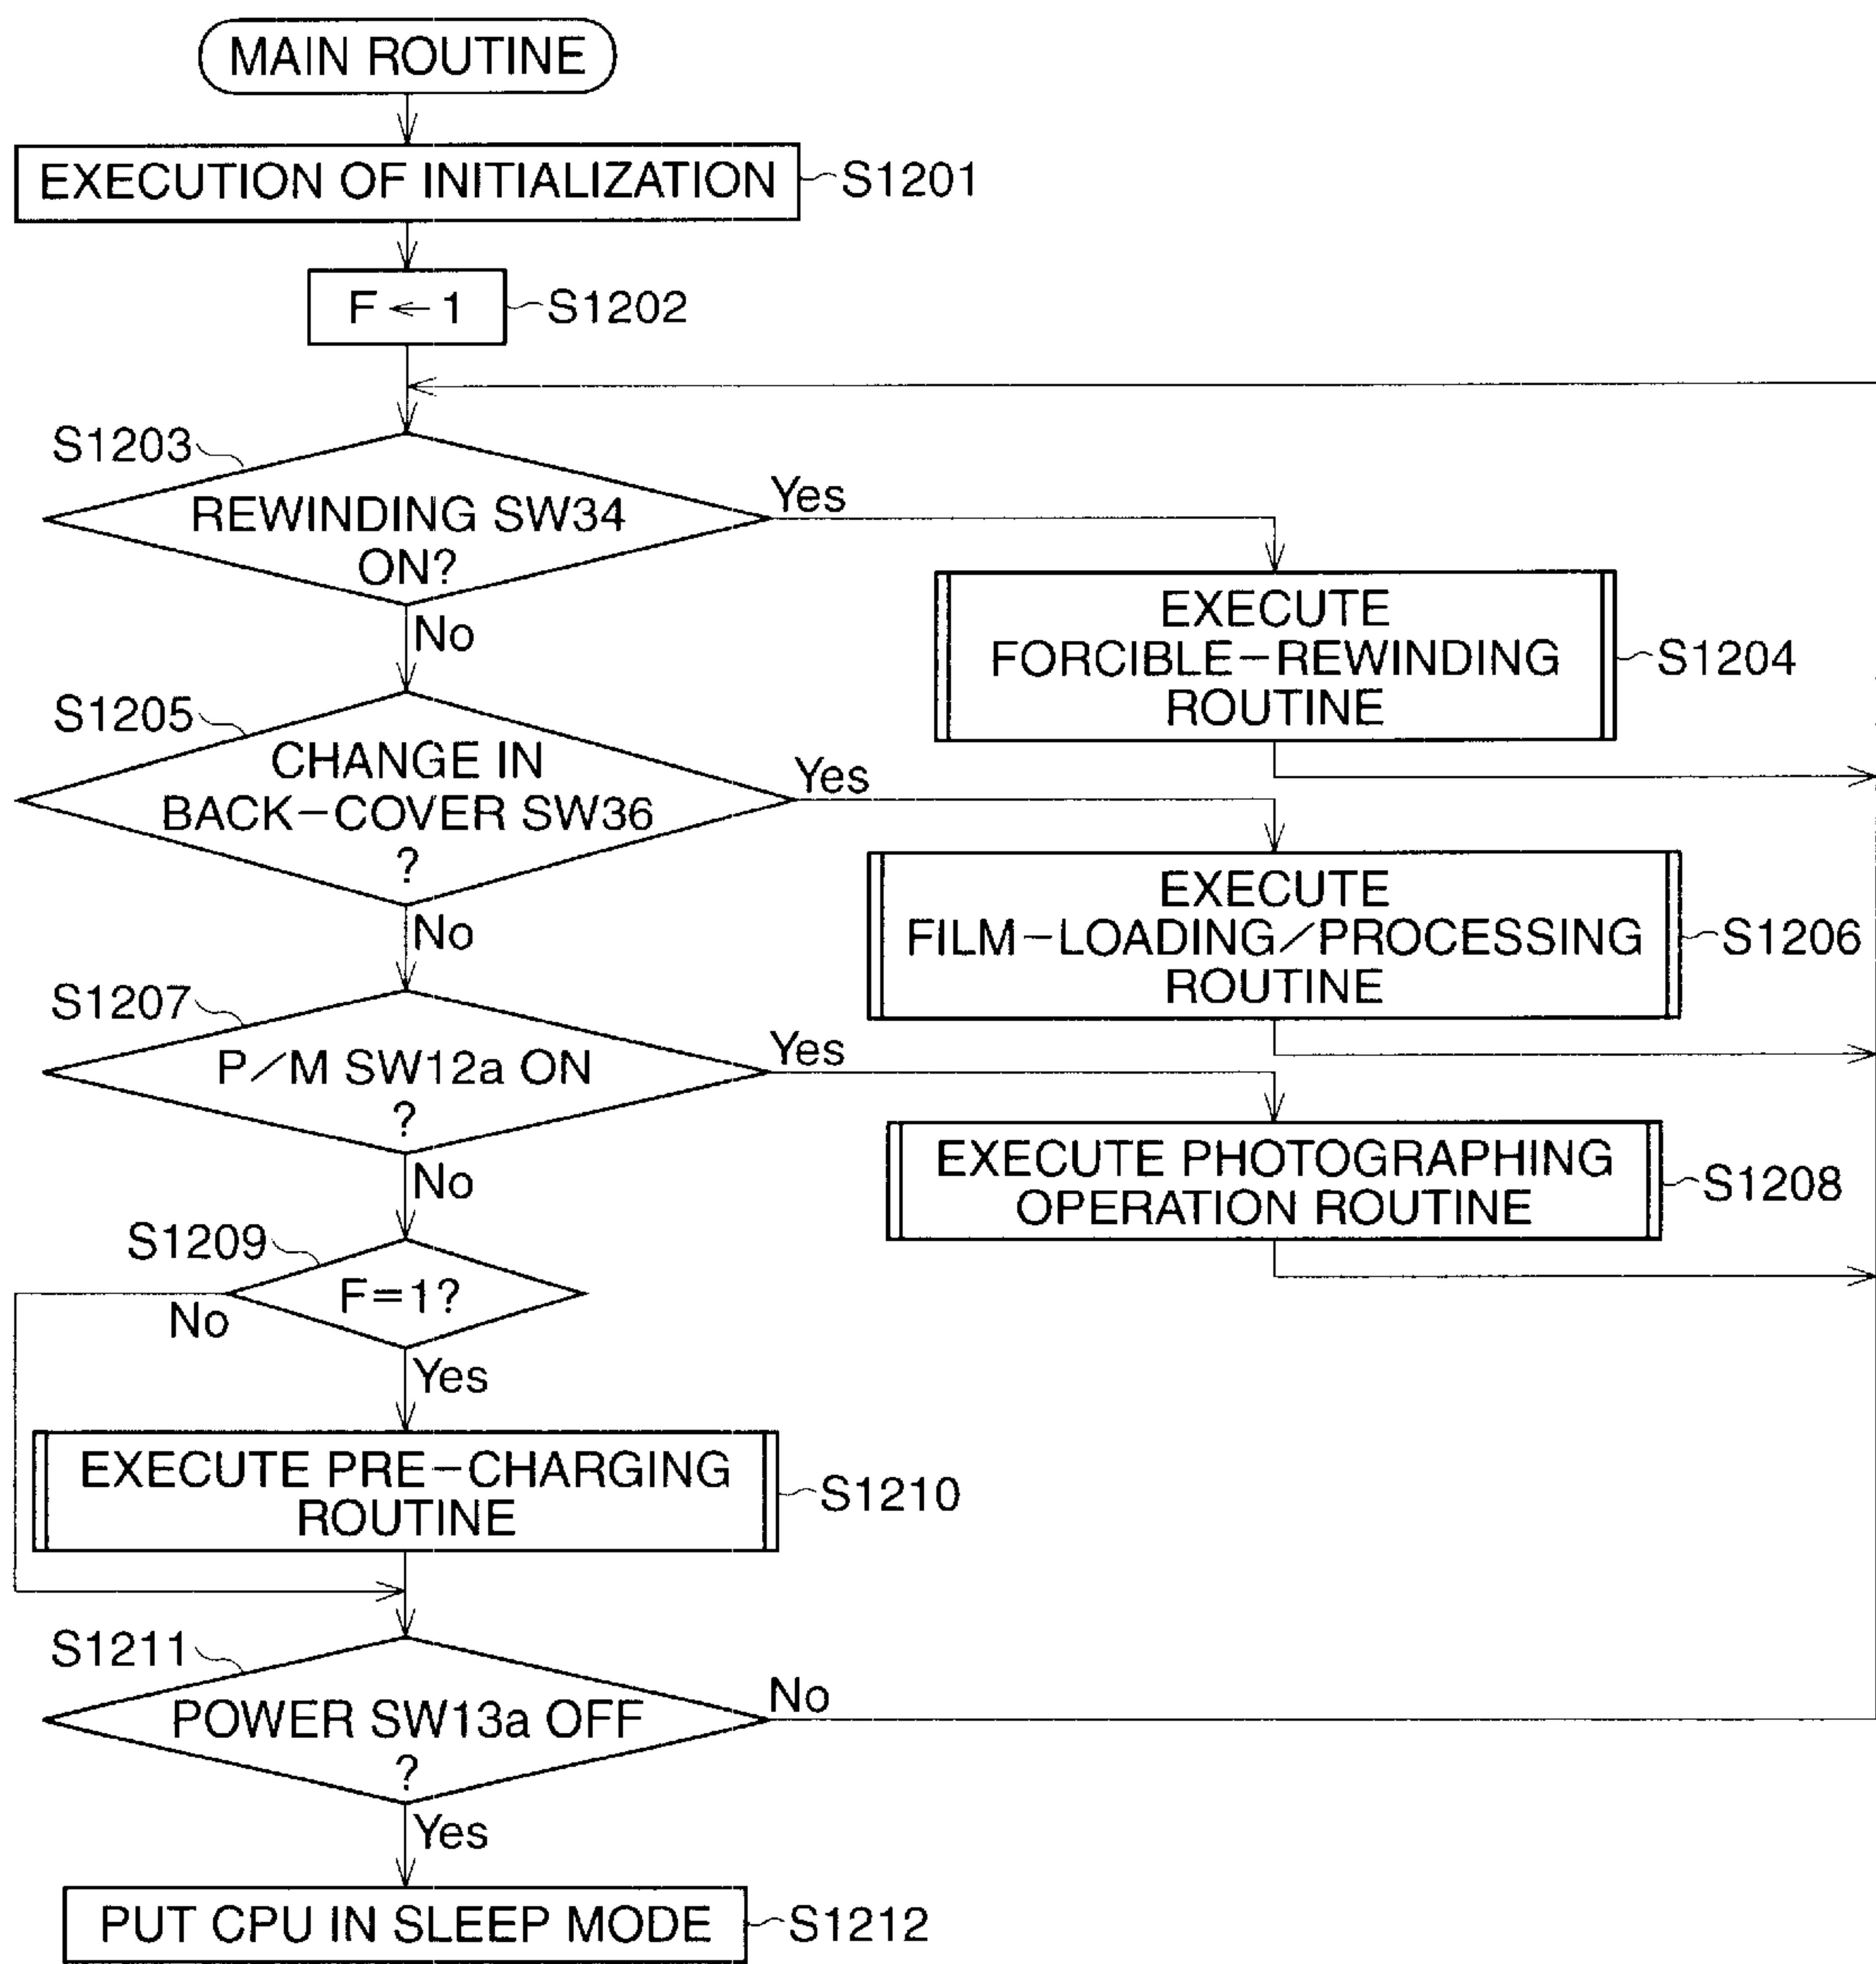 MAIN ROUTINE
EXECUTION OF INITIALIZATION
S1201
F ← 1
S1202
S1203
REWINDING SW34
ON?
Yes
No
EXECUTE
FORCIBLE-REWINDING
ROUTINE
S1204
S1205
CHANGE IN
BACK-COVER SW36
?
Yes
No
EXECUTE
FILM-LOADING/PROCESSING
ROUTINE
S1206
S1207
P/M SW12a ON
?
Yes
No
EXECUTE PHOTOGRAPHING
OPERATION ROUTINE
S1208
S1209
F=1?
No
Yes
EXECUTE PRE-CHARGING
ROUTINE
S1210
S1211
POWER SW13a OFF
?
No
Yes
PUT CPU IN SLEEP MODE
S1212